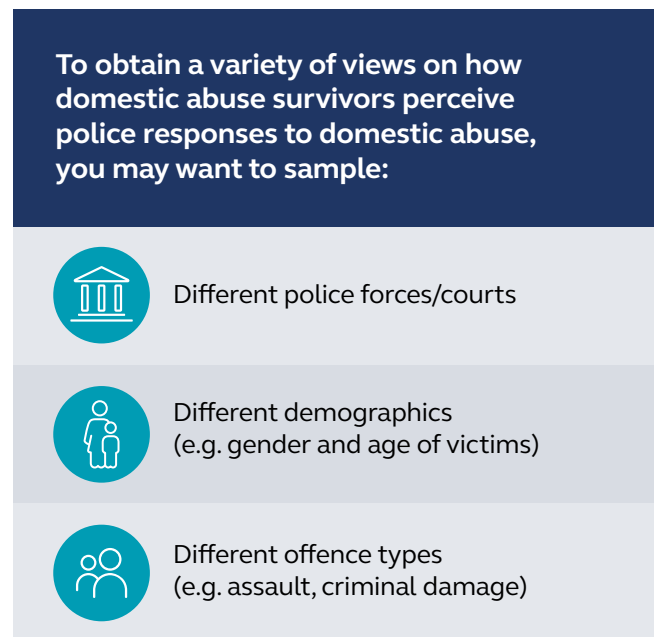 To obtain a variety of views on how
domestic abuse survivors perceive
police responses to domestic abuse,
you may want to sample:
Different police forces/courts
Different demographics
(e.g. gender and age of victims)
Different offence types
(e.g. assault, criminal damage)